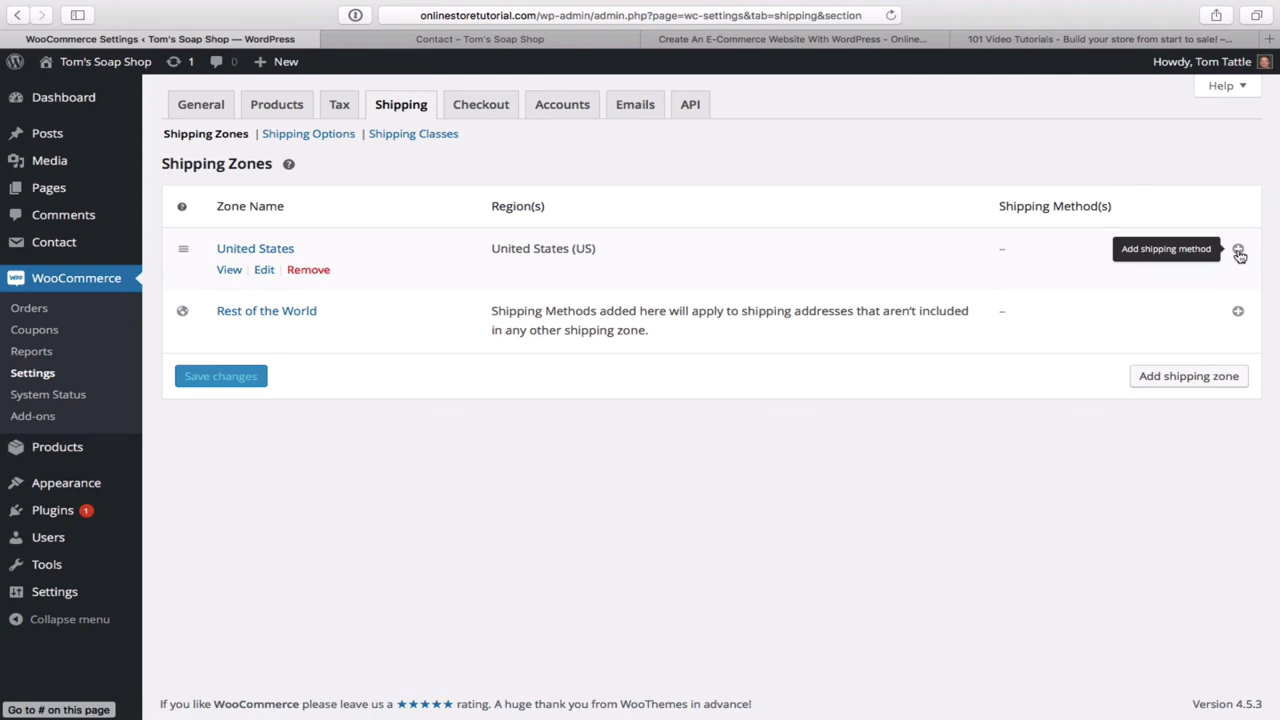 onlinestoretutorial.com/wp-admin/admin.php?page=wc-settings&tab=shipping&section
WooCommerce Settings ‹ Tom's Soap Shop — WordPress
Contact – Tom's Soap Shop
Create An E-Commerce Website With WordPress - Online...
101 Video Tutorials - Build your store from start to sale! –...
Tom's Soap Shop 1 0 New
Howdy, Tom Tattle
Help
Dashboard
Posts
Media
Pages
Comments
Contact
WooCommerce
Orders
Coupons
Reports
Settings
System Status
Add-ons
Products
Appearance
Plugins 1
Users
Tools
Settings
Collapse menu
Go to # on this page
General Products Tax Shipping Checkout Accounts Emails API
Shipping Zones | Shipping Options | Shipping Classes
Shipping Zones ?
? Zone Name Region(s) Shipping Method(s)
United States United States (US) – Add shipping method
View | Edit | Remove
Rest of the World Shipping Methods added here will apply to shipping addresses that aren't included –
in any other shipping zone.
Save changes Add shipping zone
If you like WooCommerce please leave us a ★★★★★ rating. A huge thank you from WooThemes in advance! Version 4.5.3